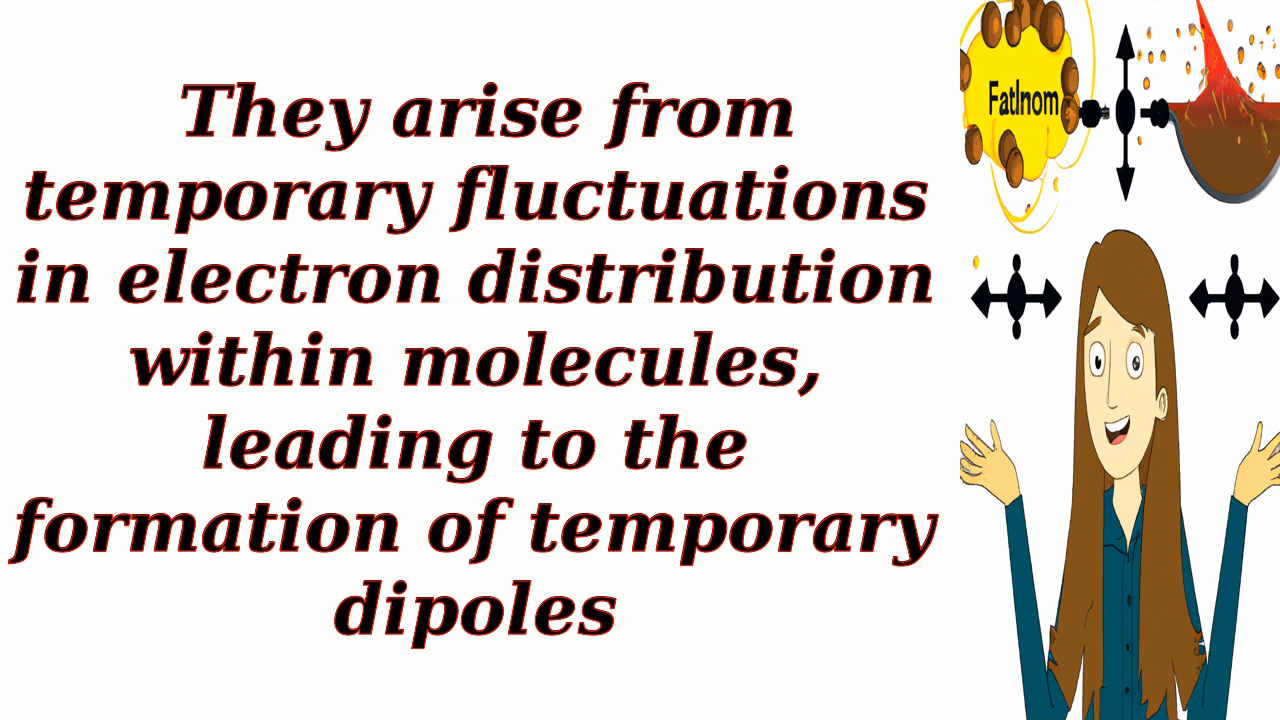 They arise from
temporary fluctuations
in electron distribution
within molecules,
leading to the
formation of temporary
dipoles
Fatlnom